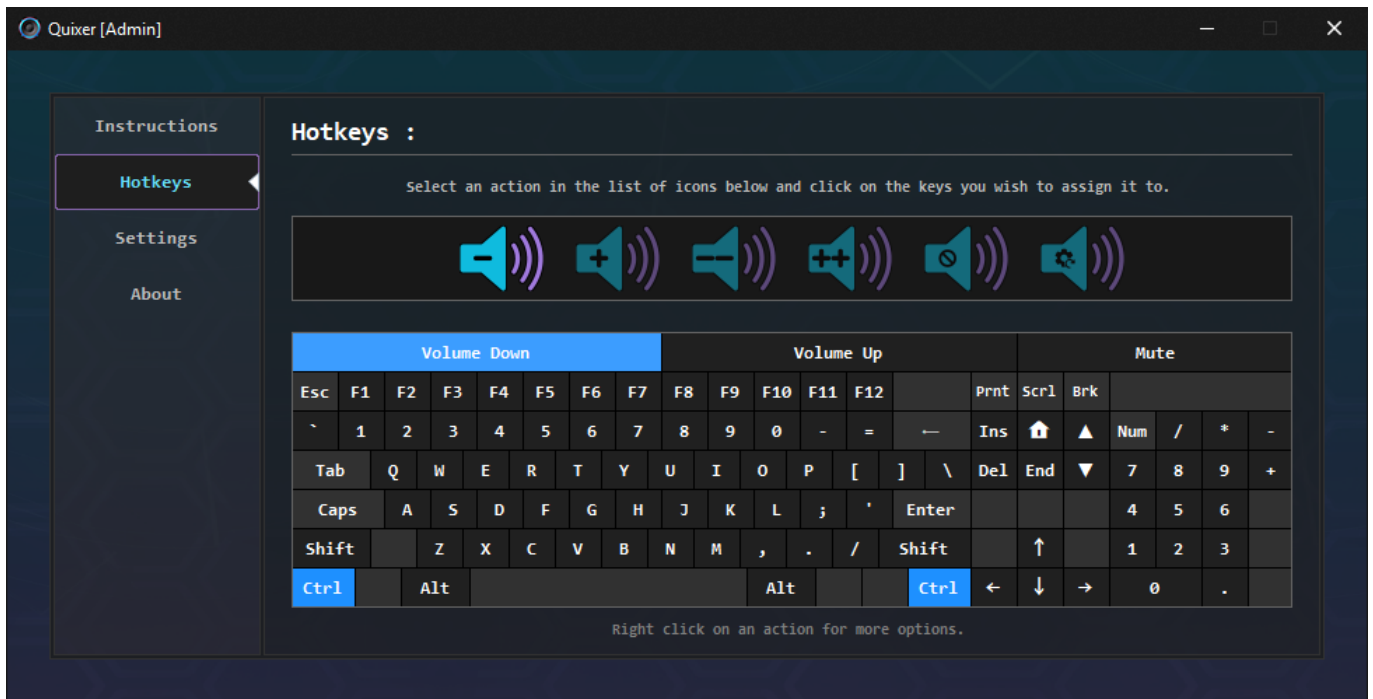 Quixer [Admin]
Instructions
Hotkeys
Settings
About
Hotkeys :
Select an action in the list of icons below and click on the keys you wish to assign it to.
Volume Down Volume Up Mute
Esc F1 F2 F3 F4 F5 F6 F7 F8 F9 F10 F11 F12 Prnt Scrl Brk
` 1 2 3 4 5 6 7 8 9 0 - = ← Ins ▲ Num / * -
Tab Q W E R T Y U I O P [ ] \ Del End ▼ 7 8 9 +
Caps A S D F G H J K L ; ' Enter 4 5 6
Shift Z X C V B N M , . / Shift ↑ 1 2 3
Ctrl Alt Alt Ctrl ← ↓ → 0 .
Right click on an action for more options.